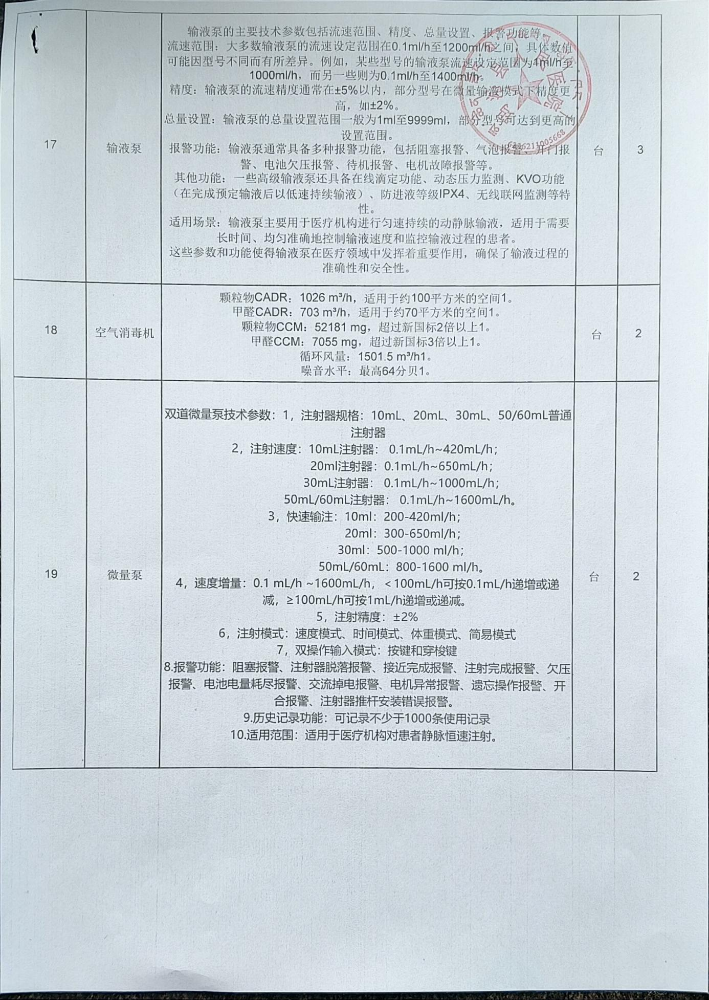 输液泵的主要技术参数包括流速范围、精度、总量设置、报警功能等。
流速范围：大多数输液泵的流速设定范围在0.1ml/h至1200ml/h之间，具体数值
可能因型号不同而有所差异。例如，某些型号的输液泵流速设定范围为1ml/h至
1000ml/h，而另一些则为0.1ml/h至1400ml/h。
精度：输液泵的流速精度通常在±5%以内，部分型号在微量输液模式下精度更
高，如±2%。
总量设置：输液泵的总量设置范围一般为1ml至9999ml，部分型号可达到更高的
设置范围。
17
输液泵
报警功能：输液泵通常具备多种报警功能，包括阻塞报警、气泡报警、开门报
警、电池欠压报警、待机报警、电机故障报警等。
台
3
其他功能：一些高级输液泵还具备在线滴定功能、动态压力监测、KVO功能
（在完成预定输液后以低速持续输液）、防进液等级IPX4、无线联网监测等特
性。
适用场景：输液泵主要用于医疗机构进行匀速持续的动静脉输液，适用于需要
长时间、均匀准确地控制输液速度和监控输液过程的患者。
这些参数和功能使得输液泵在医疗领域中发挥着重要作用，确保了输液过程的
准确性和安全性。
人民医院
18
空气消毒机
颗粒物CADR：1026 m³/h，适用于约100平方米的空间1。
甲醛CADR：703 m³/h，适用于约70平方米的空间1。
颗粒物CCM：52181 mg，超过新国标2倍以上1。
甲醛CCM：7055 mg，超过新国标3倍以上1。
循环风量：1501.5 m³/h1。
噪音水平：最高64分贝1。
台
2
19
微量泵
双道微量泵技术参数：1，注射器规格：10mL、20mL、30mL、50/60mL普通
注射器
2，注射速度：10mL注射器： 0.1mL/h~420mL/h；
20ml注射器：0.1mL/h~650mL/h；
30mL注射器： 0.1mL/h~1000mL/h；
50mL/60mL注射器： 0.1mL/h~1600mL/h。
3，快速输注：10ml：200-420ml/h；
20ml：300-650ml/h；
30ml：500-1000 ml/h；
50mL/60mL：800-1600 ml/h。
4，速度增量：0.1 mL/h ~1600mL/h，＜100mL/h可按0.1mL/h递增或递
减，≥100mL/h可按1mL/h递增或递减。
5，注射精度：±2%
6，注射模式：速度模式、时间模式、体重模式、简易模式
7，双操作输入模式：按键和穿梭键
8.报警功能：阻塞报警、注射器脱落报警、接近完成报警、注射完成报警、欠压
报警、电池电量耗尽报警、交流掉电报警、电机异常报警、遗忘操作报警、开
合报警、注射器推杆安装错误报警。
9.历史记录功能：可记录不少于1000条使用记录
10.适用范围：适用于医疗机构对患者静脉恒速注射。
台
2